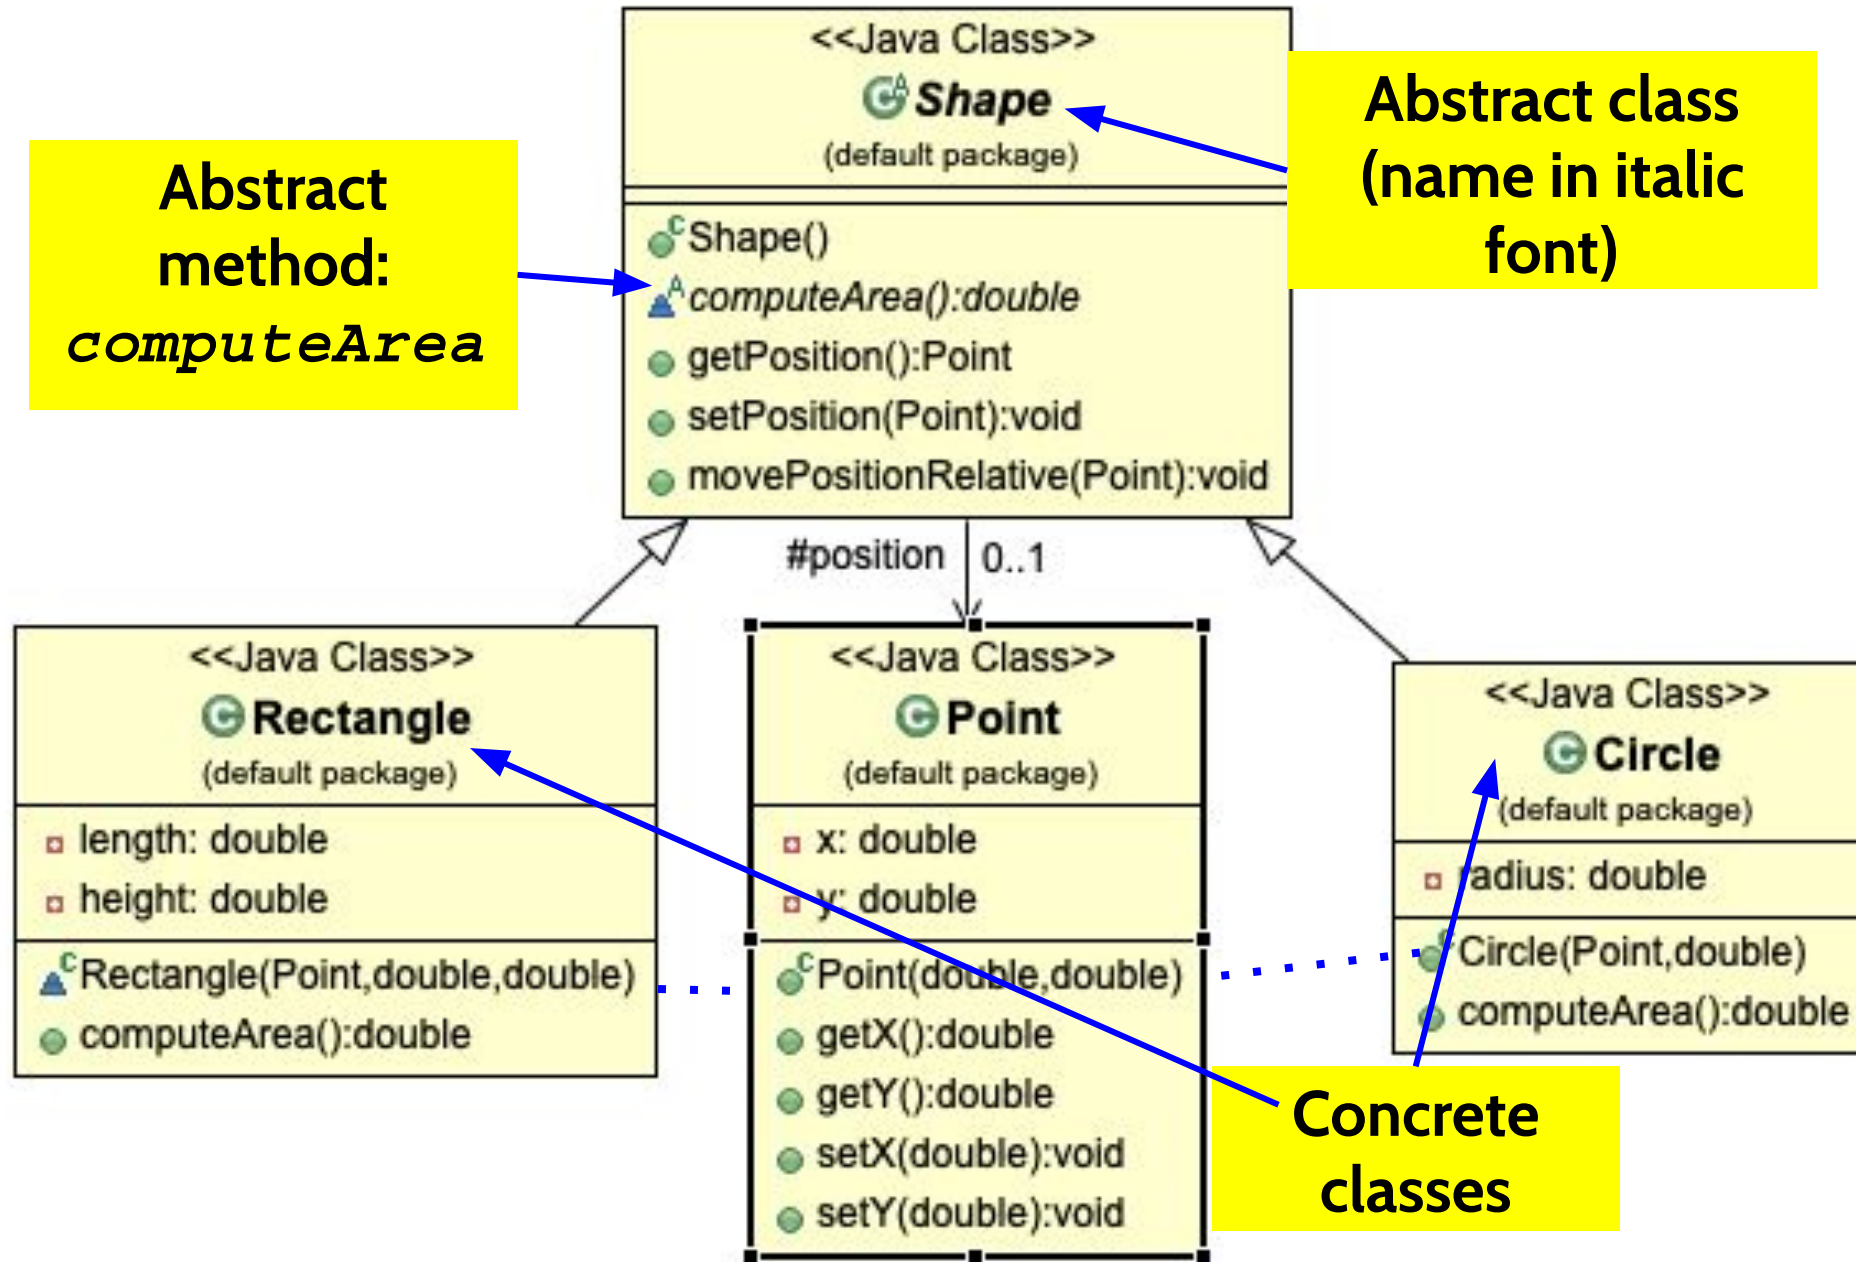 <<Java Class>>
Shape
(default package)
Shape()
computeArea():double
getPosition():Point
setPosition(Point):void
movePositionRelative(Point):void
Abstract class
(name in italic
font)
Abstract
method:
computeArea
#position 0..1
<<Java Class>>
Rectangle
(default package)
length: double
height: double
Rectangle(Point,double,double)
computeArea():double
<<Java Class>>
Point
(default package)
x: double
y: double
Point(double,double)
getX():double
getY():double
setX(double):void
setY(double):void
<<Java Class>>
Circle
(default package)
radius: double
Circle(Point,double)
computeArea():double
Concrete
classes